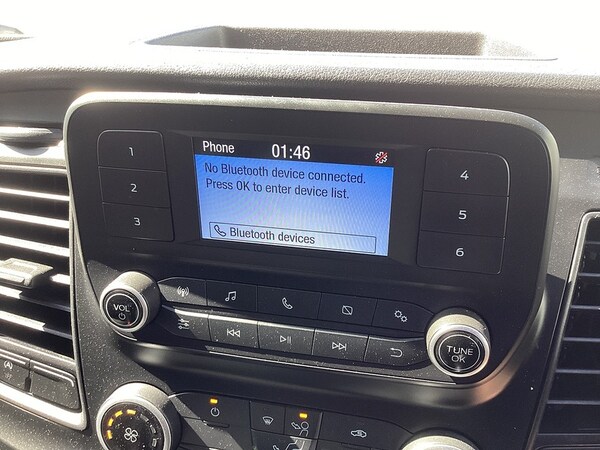 Phone 01:46
No Bluetooth device connected.
Press OK to enter device list.
Bluetooth devices
1
2
3
4
5
6
VOL
TUNE
OK
(A)